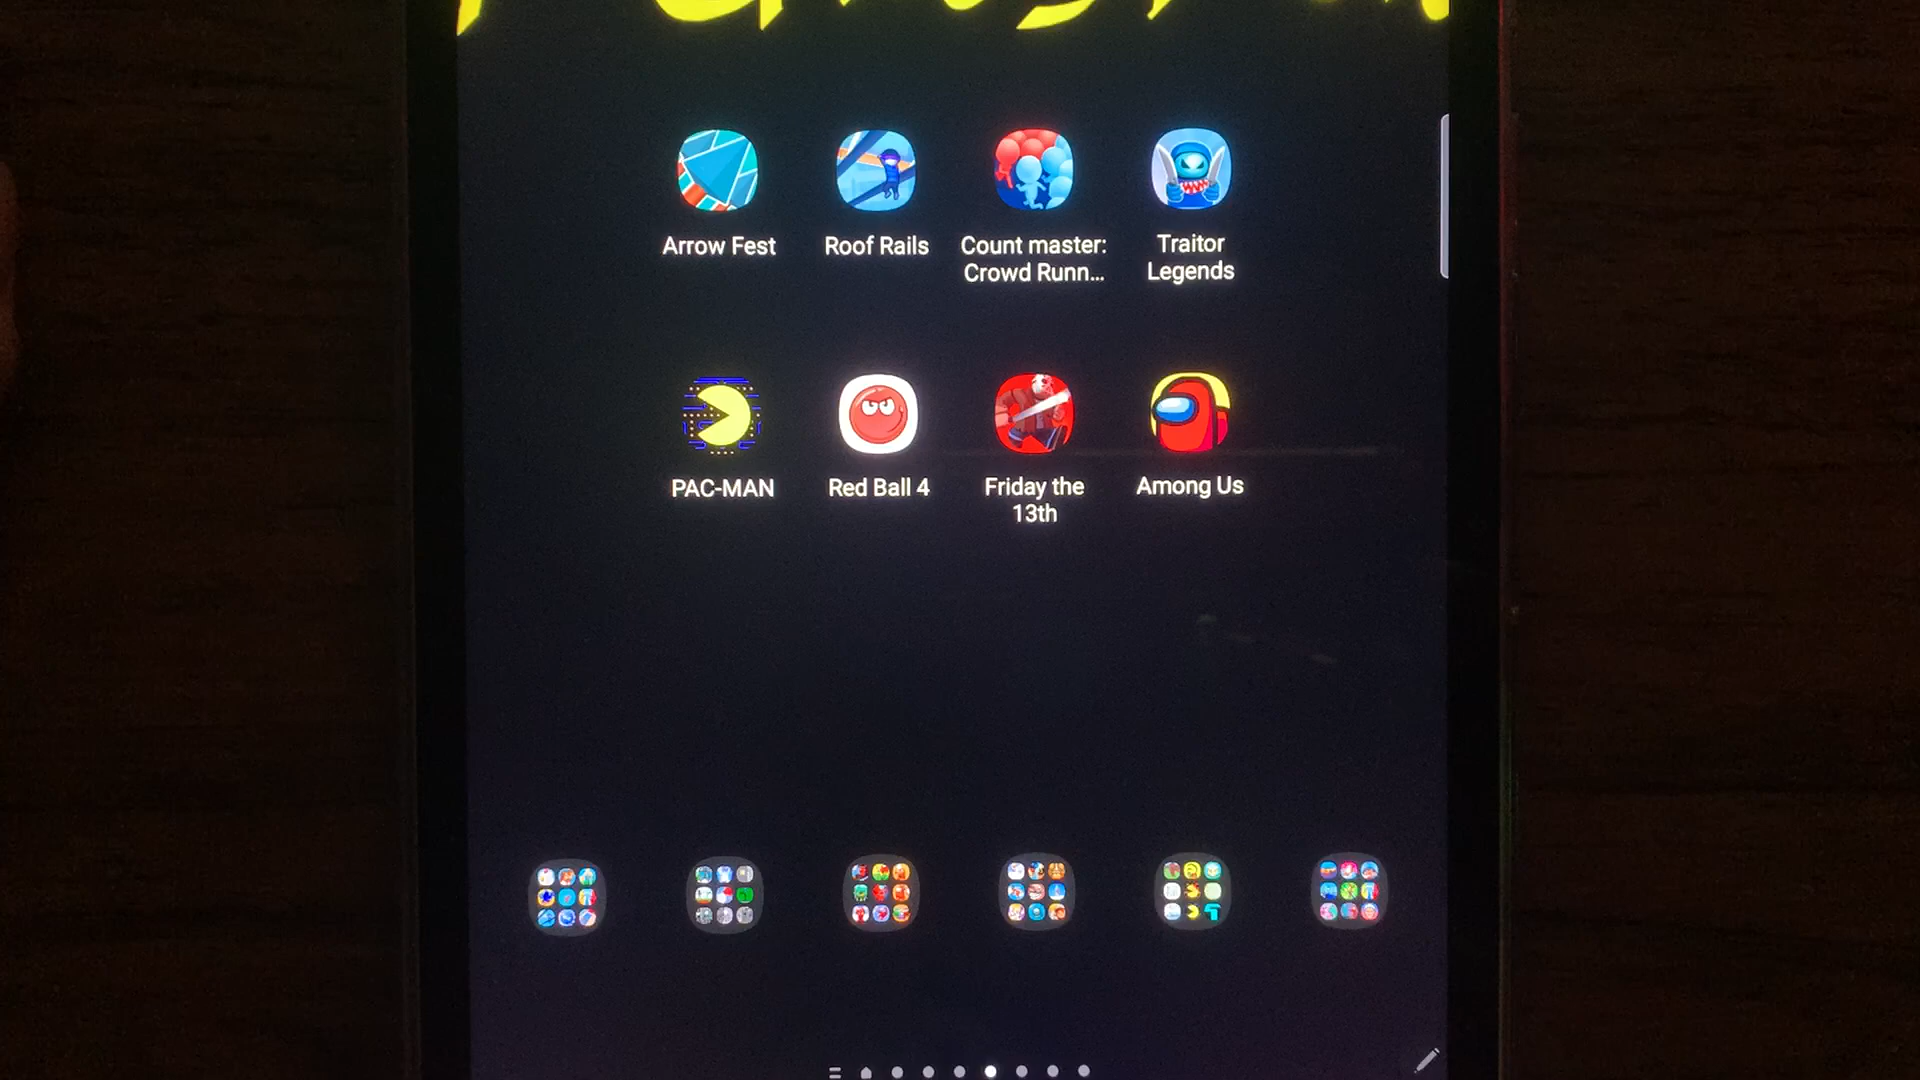 Arrow Fest
Roof Rails
Count master:
Crowd Runn...
Traitor
Legends
PAC-MAN
Red Ball 4
Friday the
13th
Among Us